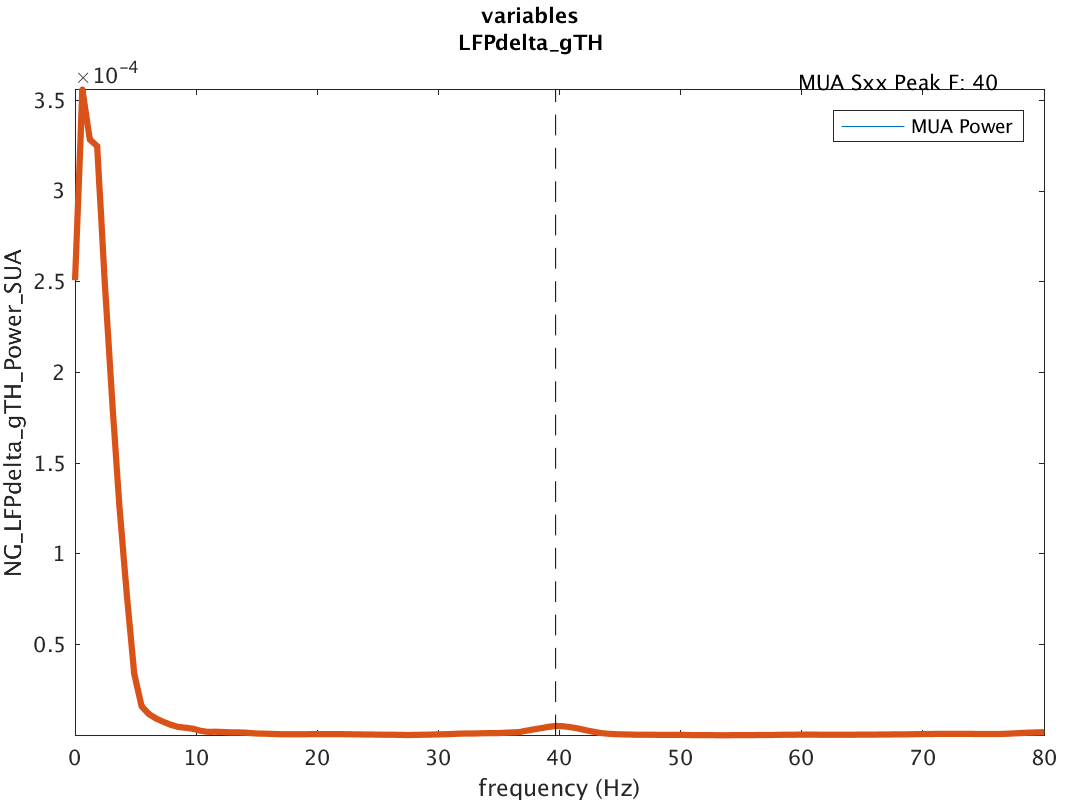 variables
LFPdelta_gTH
×10⁻⁴
MUA Sxx Peak F: 40
MUA Power
3.5
3
2.5
2
1.5
1
0.5
NG_LFPdelta_gTH_Power_SUA
0 10 20 30 40 50 60 70 80
frequency (Hz)